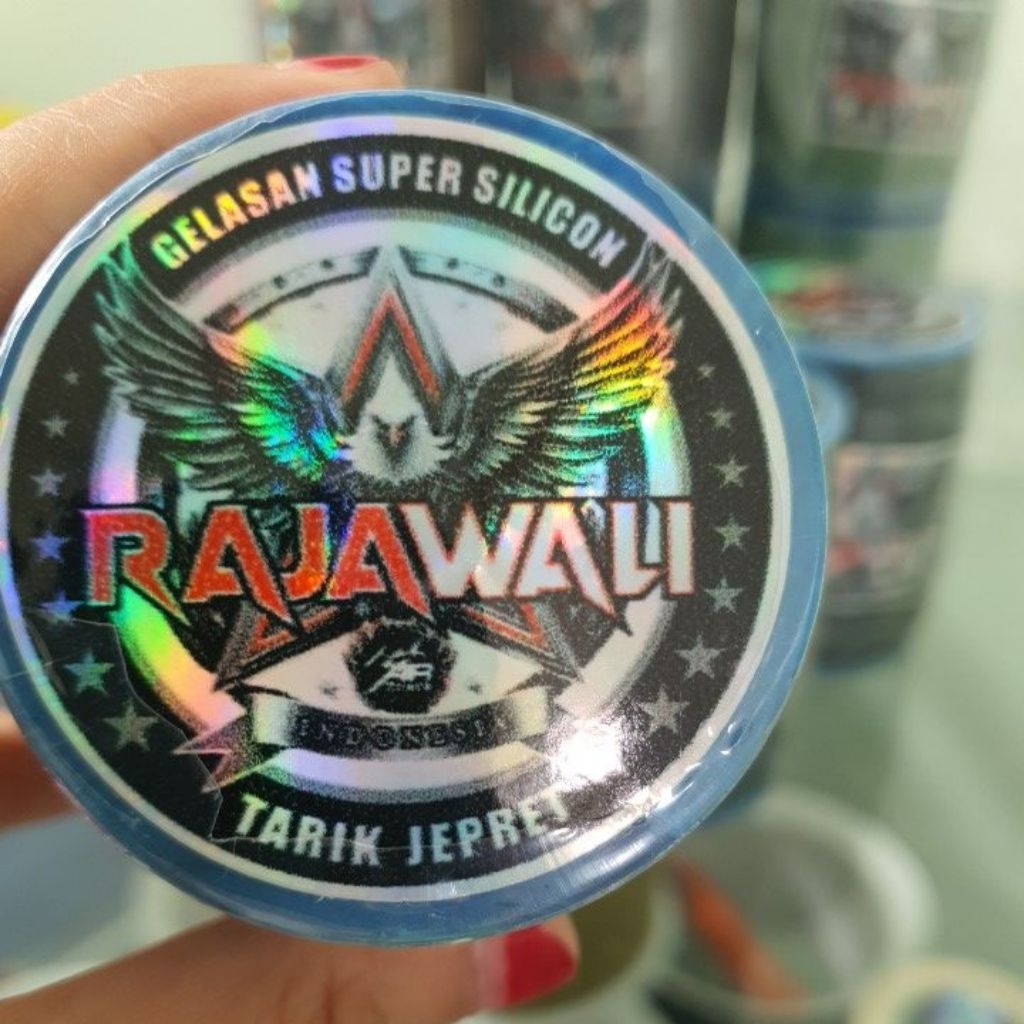 GELASAN SUPER SILICON
RAJAWALI
INDONESIA
TARIK JEPRET